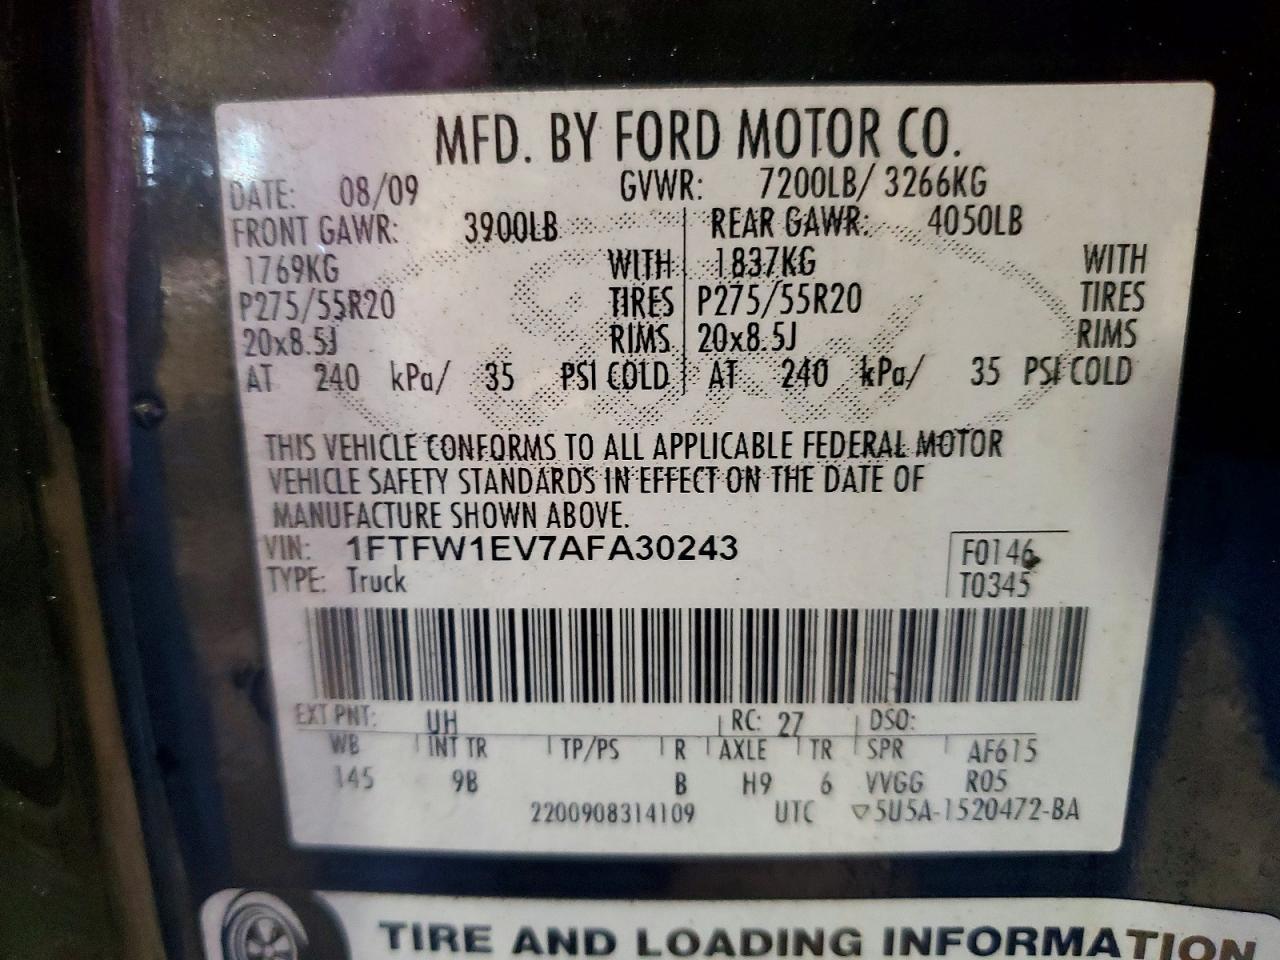 MFD. BY FORD MOTOR CO.
DATE: 08/09 GVWR: 7200LB/ 3266KG
FRONT GAWR: 3900LB REAR GAWR: 4050LB
1769KG WITH 1837KG WITH
P275/55R20 TIRES P275/55R20 TIRES
20x8.5J RIMS 20x8.5J RIMS
AT 240 kPa/ 35 PSI COLD AT 240 kPa/ 35 PSI COLD
THIS VEHICLE CONFORMS TO ALL APPLICABLE FEDERAL MOTOR
VEHICLE SAFETY STANDARDS IN EFFECT ON THE DATE OF
MANUFACTURE SHOWN ABOVE.
VIN: 1FTFW1EV7AFA30243 F0146
TYPE: Truck T0345
EXT PNT: UH RC: 27 DSO:
WB INT TR TP/PS R AXLE TR SPR AF615
145 9B B H9 6 VVGG R05
2200908314109 UTC ▽5U5A-1520472-BA
TIRE AND LOADING INFORMATION